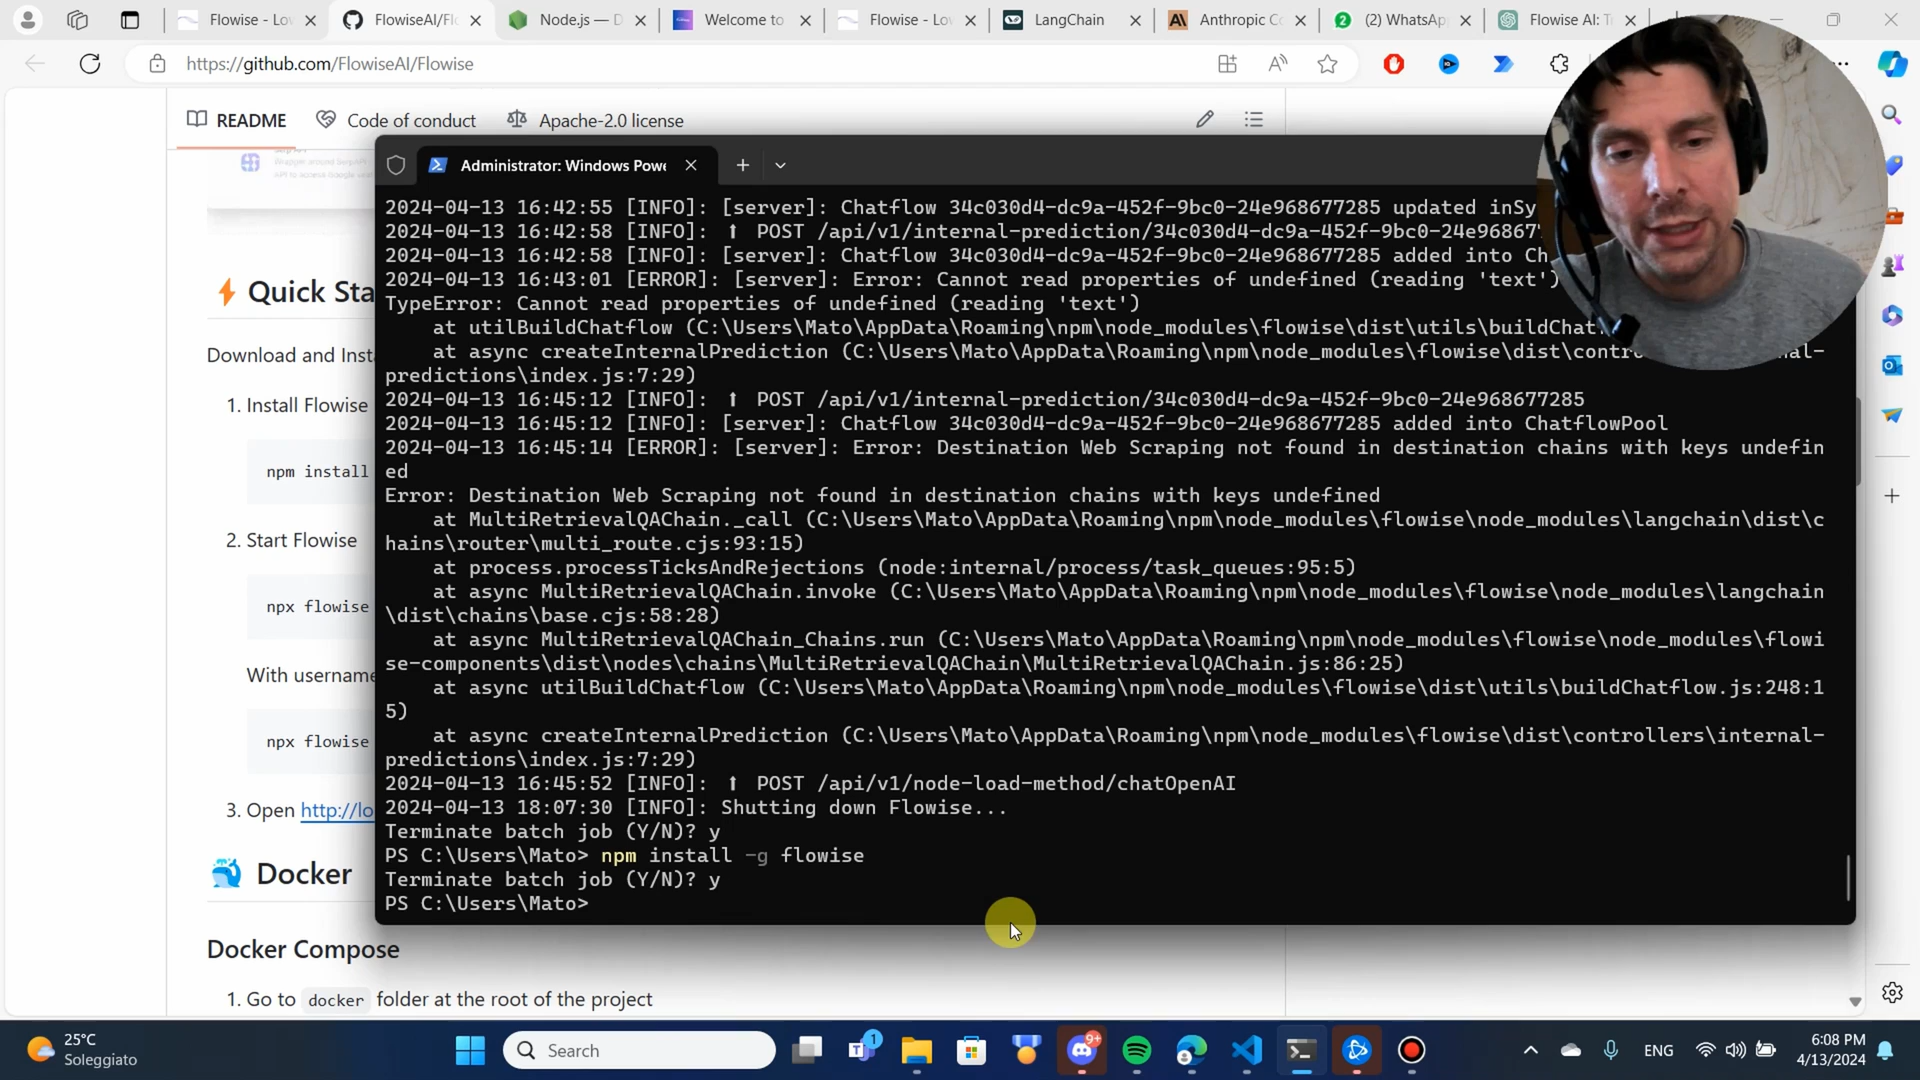 Flowise - Lov
FlowiseAI/Fl
Node.js — D
Welcome to
Flowise - Lov
LangChain
Anthropic Co
(2) WhatsAp
Flowise AI: T
https://github.com/FlowiseAI/Flowise
README
Code of conduct
Apache-2.0 license
Administrator: Windows Powe
2024-04-13 16:42:55 [INFO]: [server]: Chatflow 34c030d4-dc9a-452f-9bc0-24e968677285 updated inSy
2024-04-13 16:42:58 [INFO]: ⬆️ POST /api/v1/internal-prediction/34c030d4-dc9a-452f-9bc0-24e9686772
2024-04-13 16:42:58 [INFO]: [server]: Chatflow 34c030d4-dc9a-452f-9bc0-24e968677285 added into Ch
2024-04-13 16:43:01 [ERROR]: [server]: Error: Cannot read properties of undefined (reading 'text')
TypeError: Cannot read properties of undefined (reading 'text')
at utilBuildChatflow (C:\Users\Mato\AppData\Roaming\npm\node_modules\flowise\dist\utils\buildChat
at async createInternalPrediction (C:\Users\Mato\AppData\Roaming\npm\node_modules\flowise\dist\cont nal-
predictions\index.js:7:29)
2024-04-13 16:45:12 [INFO]: ⬆️ POST /api/v1/internal-prediction/34c030d4-dc9a-452f-9bc0-24e968677285
2024-04-13 16:45:12 [INFO]: [server]: Chatflow 34c030d4-dc9a-452f-9bc0-24e968677285 added into ChatflowPool
2024-04-13 16:45:14 [ERROR]: [server]: Error: Destination Web Scraping not found in destination chains with keys undefin
ed
Error: Destination Web Scraping not found in destination chains with keys undefined
at MultiRetrievalQAChain._call (C:\Users\Mato\AppData\Roaming\npm\node_modules\flowise\node_modules\langchain\dist\c
hains\router\multi_route.cjs:93:15)
at process.processTicksAndRejections (node:internal/process/task_queues:95:5)
at async MultiRetrievalQAChain.invoke (C:\Users\Mato\AppData\Roaming\npm\node_modules\flowise\node_modules\langchain
\dist\chains\base.cjs:58:28)
at async MultiRetrievalQAChain_Chains.run (C:\Users\Mato\AppData\Roaming\npm\node_modules\flowise\node_modules\flowi
se-components\dist\nodes\chains\MultiRetrievalQAChain\MultiRetrievalQAChain.js:86:25)
at async utilBuildChatflow (C:\Users\Mato\AppData\Roaming\npm\node_modules\flowise\dist\utils\buildChatflow.js:248:1
5)
at async createInternalPrediction (C:\Users\Mato\AppData\Roaming\npm\node_modules\flowise\dist\controllers\internal-
predictions\index.js:7:29)
2024-04-13 16:45:52 [INFO]: ⬆️ POST /api/v1/node-load-method/chatOpenAI
2024-04-13 18:07:30 [INFO]: Shutting down Flowise...
Terminate batch job (Y/N)? y
PS C:\Users\Mato> npm install -g flowise
Terminate batch job (Y/N)? y
PS C:\Users\Mato>
Quick Sta
Download and Insta
1. Install Flowise
npm install
2. Start Flowise
npx flowise
With username
npx flowise
3. Open http://lo
Docker
Docker Compose
1. Go to docker folder at the root of the project
25°C
Soleggiato
Search
1
9+
ENG
6:08 PM
4/13/2024